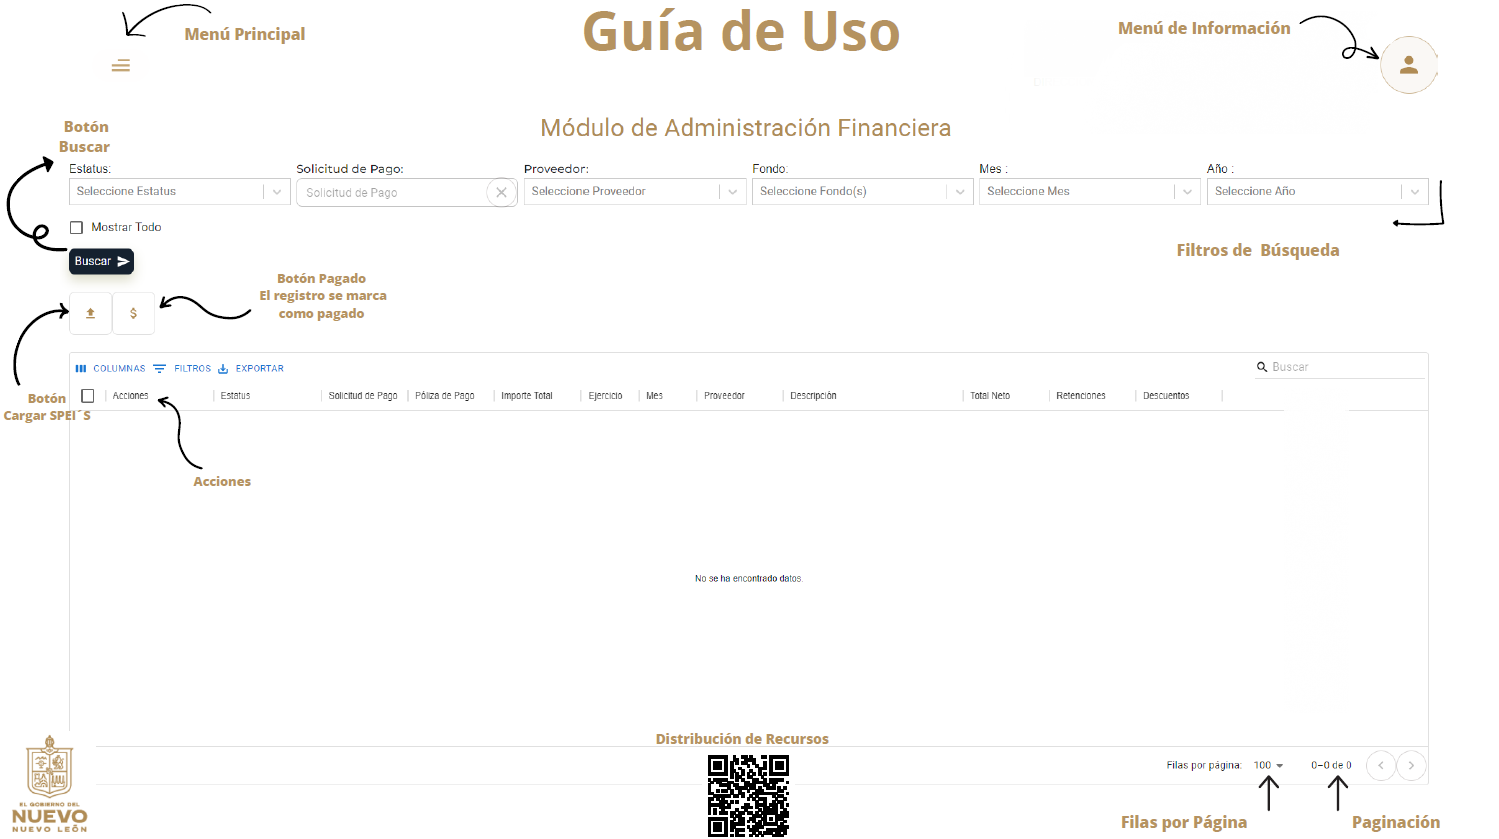 Guía de Uso
Menú Principal
Menú de Información
Módulo de Administración Financiera
Botón
Buscar
Estatus:
Solicitud de Pago:
Proveedor:
Fondo:
Mes :
Año :
Seleccione Estatus
Solicitud de Pago
Seleccione Proveedor
Seleccione Fondo(s)
Seleccione Mes
Seleccione Año
Mostrar Todo
Filtros de  Búsqueda
Buscar
Botón Pagado
El registro se marca
como pagado
$
COLUMNAS
FILTROS
EXPORTAR
Buscar
Botón
Cargar SPEI´S
Acciones
Estatus
Solicitud de Pago
Póliza de Pago
Importe Total
Ejercicio
Mes
Proveedor
Descripción
Total Neto
Retenciones
Descuentos
Acciones
No se ha encontrado datos.
Distribución de Recursos
Filas por página:
100
0–0 de 0
Filas por Página
Paginación
EL GOBIERNO DEL
NUEVO
NUEVO LEÓN